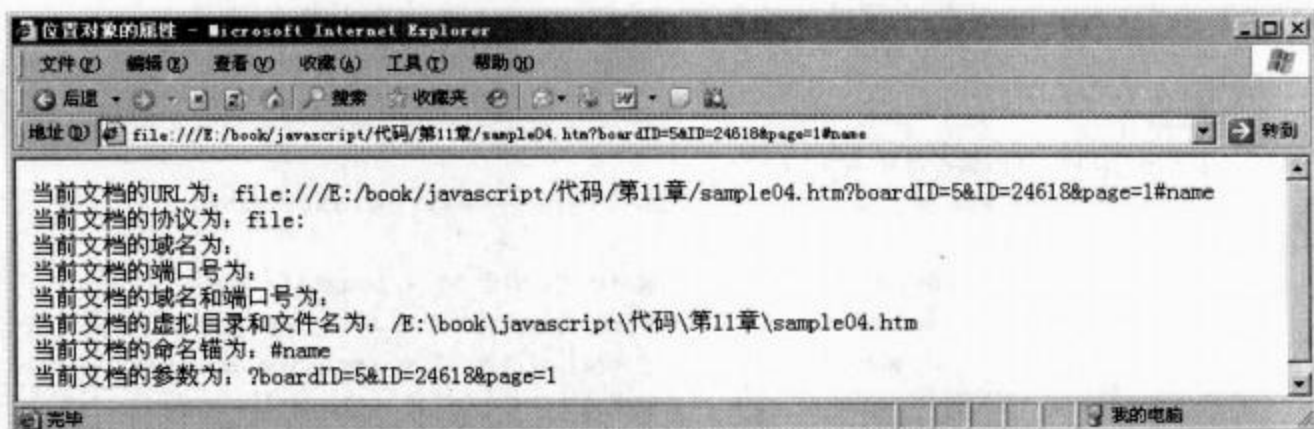 位置对象的属性 - Microsoft Internet Explorer
文件(F) 编辑(E) 查看(V) 收藏(A) 工具(T) 帮助(H)
后退 搜索 收藏夹
地址(D) file:///E:/book/javascript/代码/第11章/sample04.htm?boardID=5&ID=24618&page=1#name 转到
当前文档的URL为：file:///E:/book/javascript/代码/第11章/sample04.htm?boardID=5&ID=24618&page=1#name
当前文档的协议为：file:
当前文档的域名为：
当前文档的端口号为：
当前文档的域名和端口号为：
当前文档的虚拟目录和文件名为：/E:\book\javascript\代码\第11章\sample04.htm
当前文档的命名锚为：#name
当前文档的参数为：?boardID=5&ID=24618&page=1
完毕 我的电脑